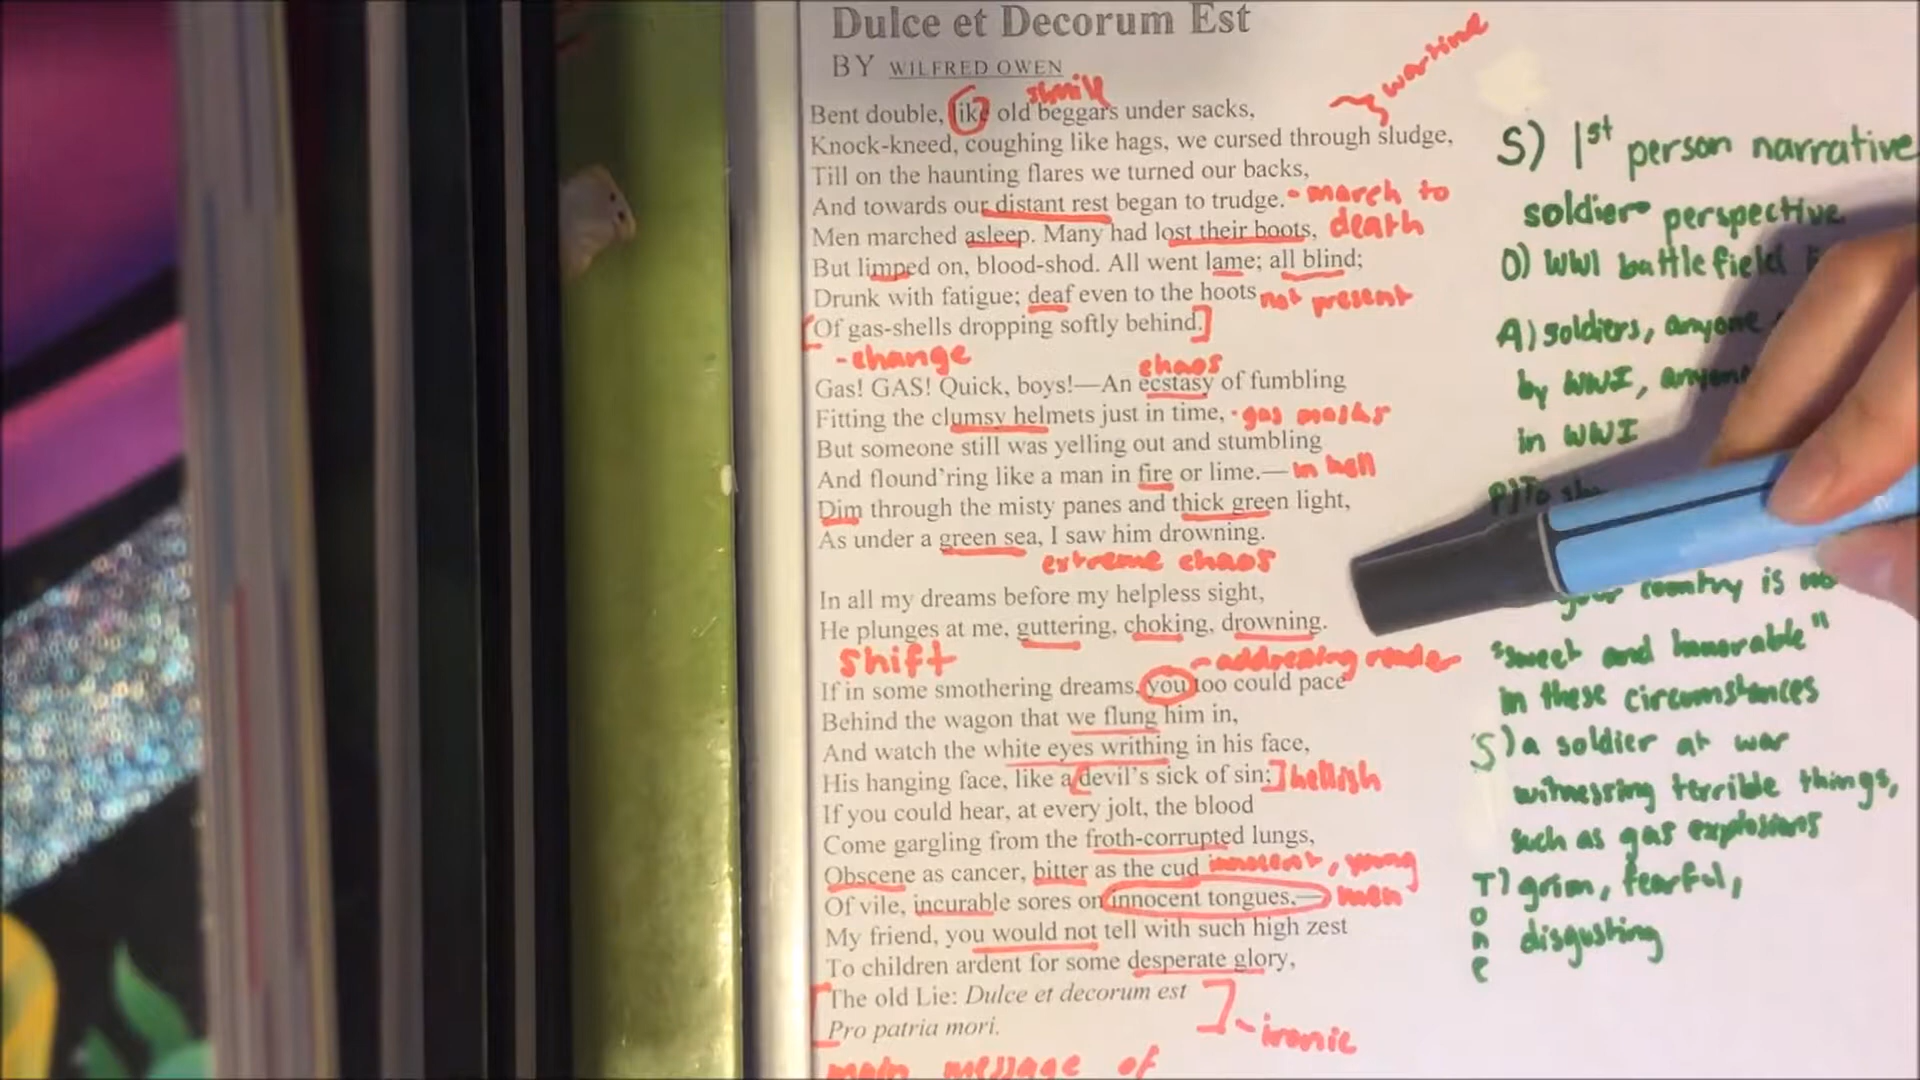 Dulce et Decorum Est
BY WILFRED OWEN
simile
wartime
Bent double, like old beggars under sacks,
Knock-kneed, coughing like hags, we cursed through sludge,
Till on the haunting flares we turned our backs,
And towards our distant rest began to trudge. - march to
Men marched asleep. Many had lost their boots, death
But limped on, blood-shod. All went lame; all blind;
Drunk with fatigue; deaf even to the hoots not present
[Of gas-shells dropping softly behind.]
-change
chaos
Gas! GAS! Quick, boys!—An ecstasy of fumbling
Fitting the clumsy helmets just in time, - gas masks
But someone still was yelling out and stumbling
And flound'ring like a man in fire or lime.— in hell
Dim through the misty panes and thick green light,
As under a green sea, I saw him drowning.
extreme chaos
In all my dreams before my helpless sight,
He plunges at me, guttering, choking, drowning.
shift
- addressing reader
If in some smothering dreams, you too could pace
Behind the wagon that we flung him in,
And watch the white eyes writhing in his face,
His hanging face, like a [devil's sick of sin;] hellish
If you could hear, at every jolt, the blood
Come gargling from the froth-corrupted lungs,
Obscene as cancer, bitter as the cud innocent, young
Of vile, incurable sores on innocent tongues,— men
My friend, you would not tell with such high zest
To children ardent for some desperate glory,
[The old Lie: Dulce et decorum est
Pro patria mori. ] - ironic
main message of
S) 1st person narrative
soldier perspective
O) WWI battlefield
A) soldiers, anyone
by WWI, anyone
in WWI
P) To
your country is
"sweet and honorable"
in these circumstances
S) a soldier at war
witnessing terrible things,
such as gas explosions
T) grim, fearful,
o
n disgusting
e